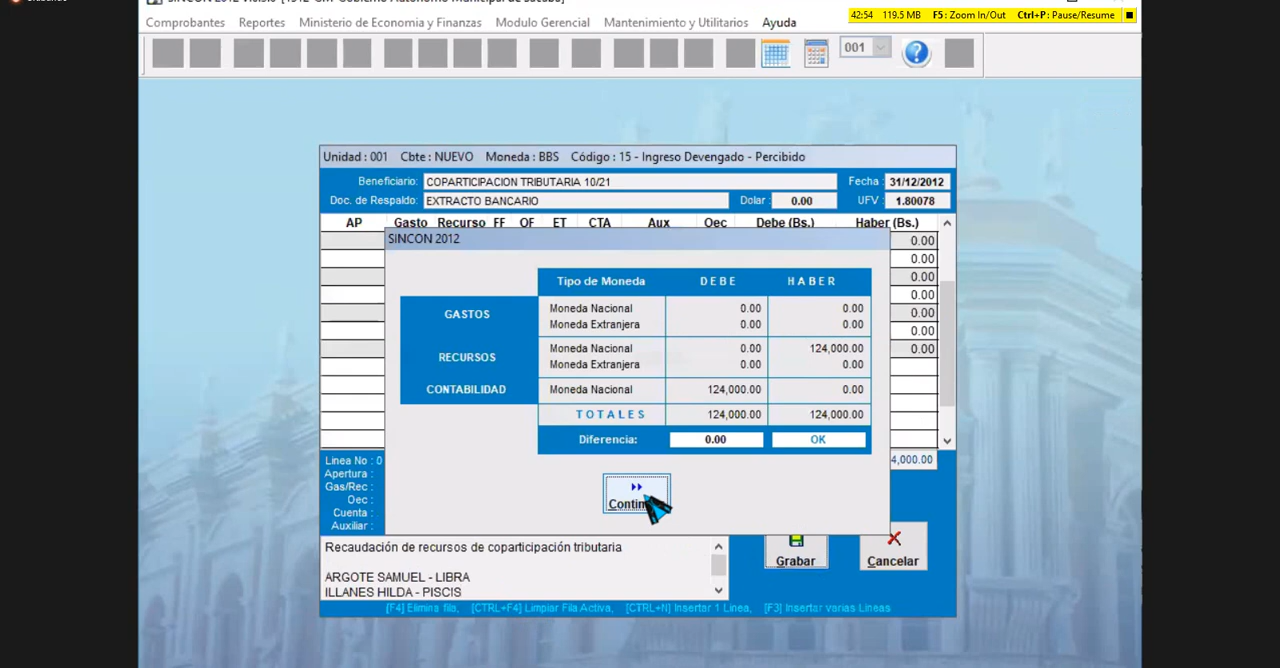 Comprobantes Reportes Ministerio de Economia y Finanzas Modulo Gerencial Mantenimiento y Utilitarios Ayuda
42:54 119.5 MB F5: Zoom In/Out Ctrl+P: Pause/Resume
001
Unidad : 001 Cbte : NUEVO Moneda : BBS Código : 15 - Ingreso Devengado - Percibido
Beneficiario: COPARTICIPACION TRIBUTARIA 10/21 Fecha : 31/12/2012
Doc. de Respaldo: EXTRACTO BANCARIO Dolar : 0.00 UFV : 1.80078
AP Gasto Recurso FF OF ET CTA Aux Oec Debe (Bs.) Haber (Bs.)
SINCON 2012
0.00
0.00
0.00
0.00
0.00
0.00
0.00
Tipo de Moneda D E B E H A B E R
GASTOS
Moneda Nacional 0.00 0.00
Moneda Extranjera 0.00 0.00
RECURSOS
Moneda Nacional 0.00 124,000.00
Moneda Extranjera 0.00 0.00
CONTABILIDAD Moneda Nacional 124,000.00 0.00
T O T A L E S 124,000.00 124,000.00
Diferencia: 0.00 OK
Contin
Linea No : 0 4,000.00
Apertura :
Gas/Rec :
Oec :
Cuenta :
Auxiliar :
Recaudación de recursos de coparticipación tributaria
ARGOTE SAMUEL - LIBRA
ILLANES HILDA - PISCIS
Grabar Cancelar
[F4] Elimina fila, [CTRL+F4] Limpiar Fila Activa, [CTRL+N] Insertar 1 Linea, [F3] Insertar varias Lineas